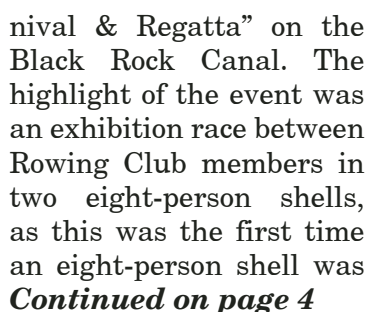 nival & Regatta” on the
Black Rock Canal. The
highlight of the event was
an exhibition race between
Rowing Club members in
two eight-person shells,
as this was the first time
an eight-person shell was
Continued on page 4